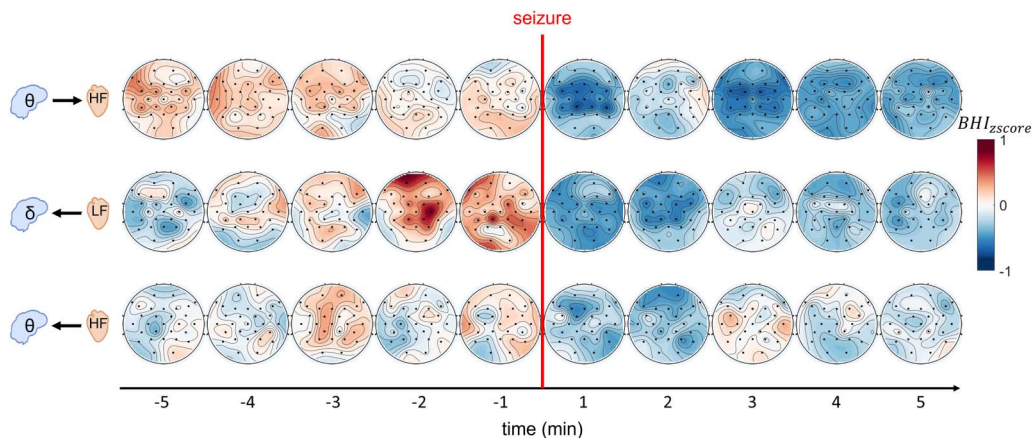 seizure
θ HF
δ LF
θ HF
BHI_zscore
1
0
-1
-5 -4 -3 -2 -1 1 2 3 4 5
time (min)